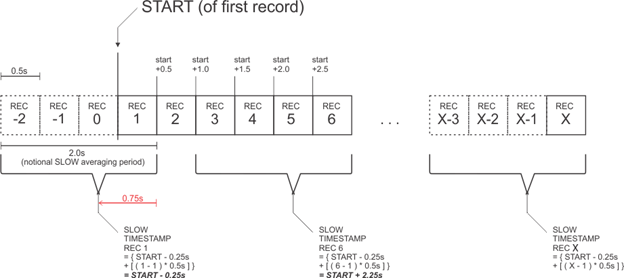 START (of first record)
start
+0.5
start
+1.0
start
+1.5
start
+2.0
start
+2.5
0.5s
REC
-2
REC
-1
REC
0
REC
1
REC
2
REC
3
REC
4
REC
5
REC
6
. . .
REC
X-3
REC
X-2
REC
X-1
REC
X
2.0s
(notional SLOW averaging period)
0.75s
SLOW
TIMESTAMP
REC 1
= { START - 0.25s
+ [ ( 1 - 1 ) * 0.5s ] }
= START - 0.25s
SLOW
TIMESTAMP
REC 6
= { START - 0.25s
+ [ ( 6 - 1 ) * 0.5s ] }
= START + 2.25s
SLOW
TIMESTAMP
REC X
= { START - 0.25s
+ [ ( X - 1 ) * 0.5s ] }